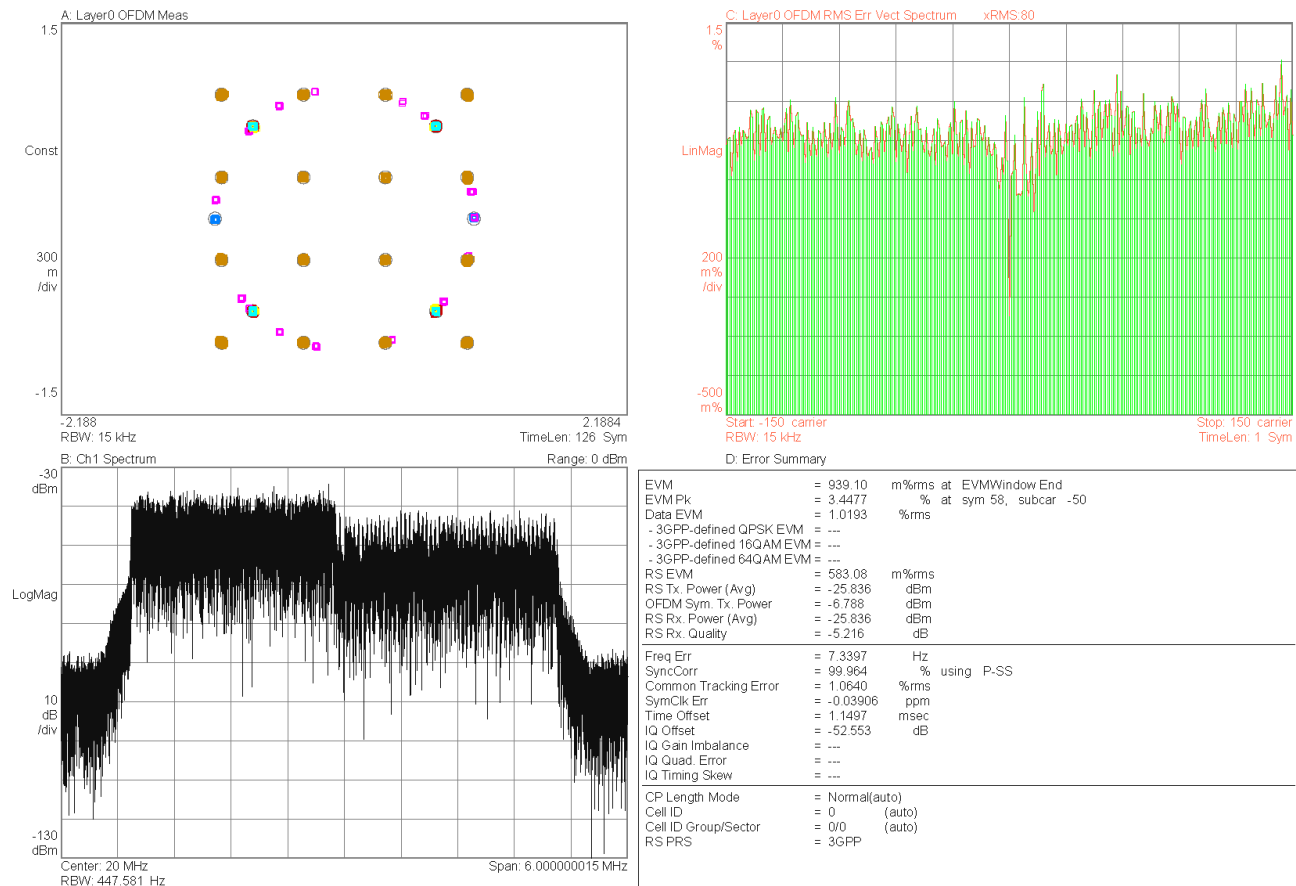 A: Layer0 OFDM Meas
1.5
Const
300
m
/div
-1.5
-2.188
2.1884
RBW: 15 kHz
TimeLen: 126 Sym
C: Layer0 OFDM RMS Err Vect Spectrum xRMS:80
1.5
%
LinMag
200
m%
/div
-500
m%
Start: -150 carrier
Stop: 150 carrier
RBW: 15 kHz
TimeLen: 1 Sym
B: Ch1 Spectrum
Range: 0 dBm
-30
dBm
LogMag
10
dB
/div
-130
dBm
Center: 20 MHz
Span: 6.000000015 MHz
RBW: 447.581 Hz
D: Error Summary
EVM = 939.10 m%rms at EVMWindow End
EVM Pk = 3.4477 % at sym 58, subcar -50
Data EVM = 1.0193 %rms
- 3GPP-defined QPSK EVM = ---
- 3GPP-defined 16QAM EVM = ---
- 3GPP-defined 64QAM EVM = ---
RS EVM = 583.08 m%rms
RS Tx. Power (Avg) = -25.836 dBm
OFDM Sym. Tx. Power = -6.788 dBm
RS Rx. Power (Avg) = -25.836 dBm
RS Rx. Quality = -5.216 dB
Freq Err = 7.3397 Hz
SyncCorr = 99.964 % using P-SS
Common Tracking Error = 1.0640 %rms
SymClk Err = -0.03906 ppm
Time Offset = 1.1497 msec
IQ Offset = -52.553 dB
IQ Gain Imbalance = ---
IQ Quad. Error = ---
IQ Timing Skew = ---
CP Length Mode = Normal(auto)
Cell ID = 0 (auto)
Cell ID Group/Sector = 0/0 (auto)
RS PRS = 3GPP